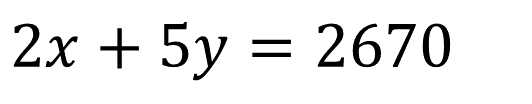 2x + 5y = 2670